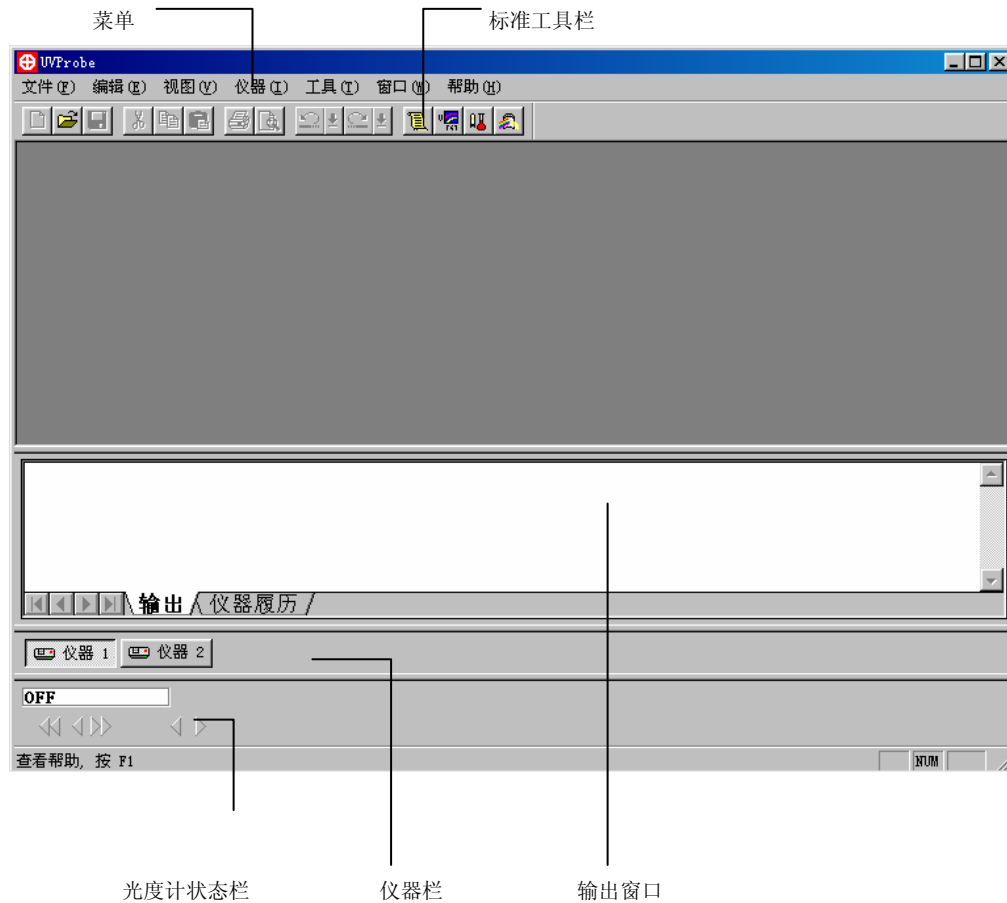 菜单 标准工具栏
UVProbe
文件(F) 编辑(E) 视图(V) 仪器(I) 工具(T) 窗口(W) 帮助(H)
输出 仪器履历
仪器 1 仪器 2
OFF
查看帮助, 按 F1 NUM
光度计状态栏 仪器栏 输出窗口